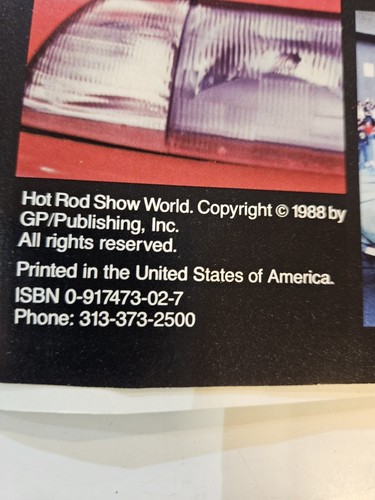 Hot Rod Show World. Copyright © 1988 by
GP/Publishing, Inc.
All rights reserved.
Printed in the United States of America.
ISBN 0-917473-02-7
Phone: 313-373-2500